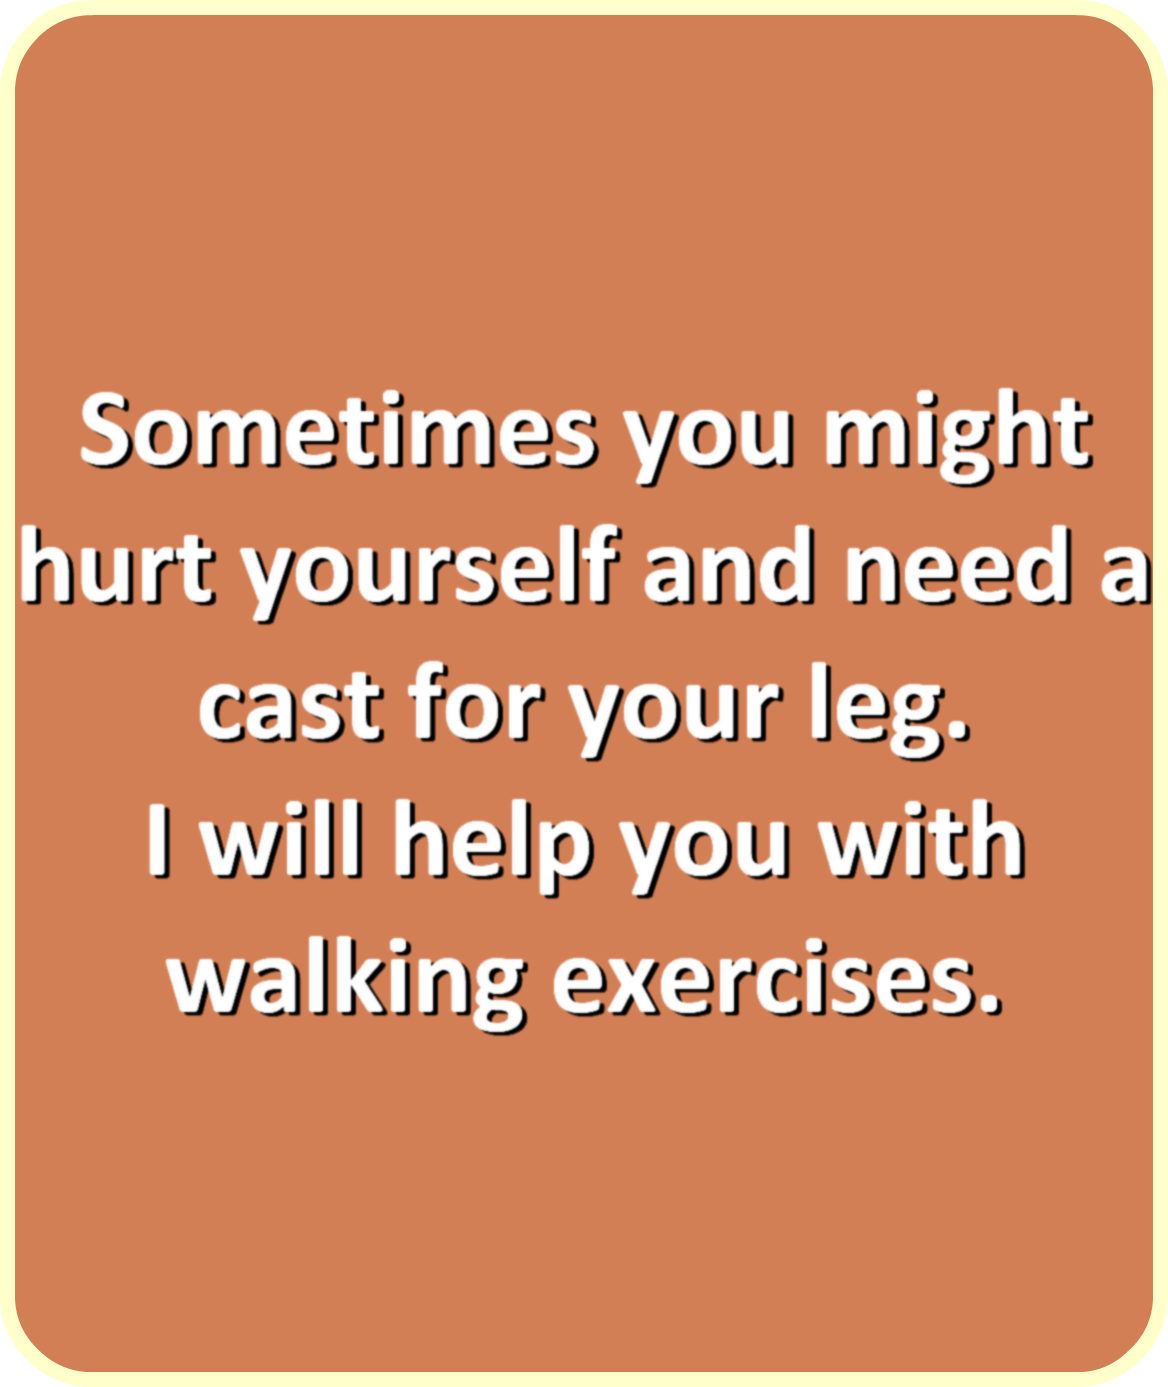 Sometimes you might
hurt yourself and need a
cast for your leg.
I will help you with
walking exercises.